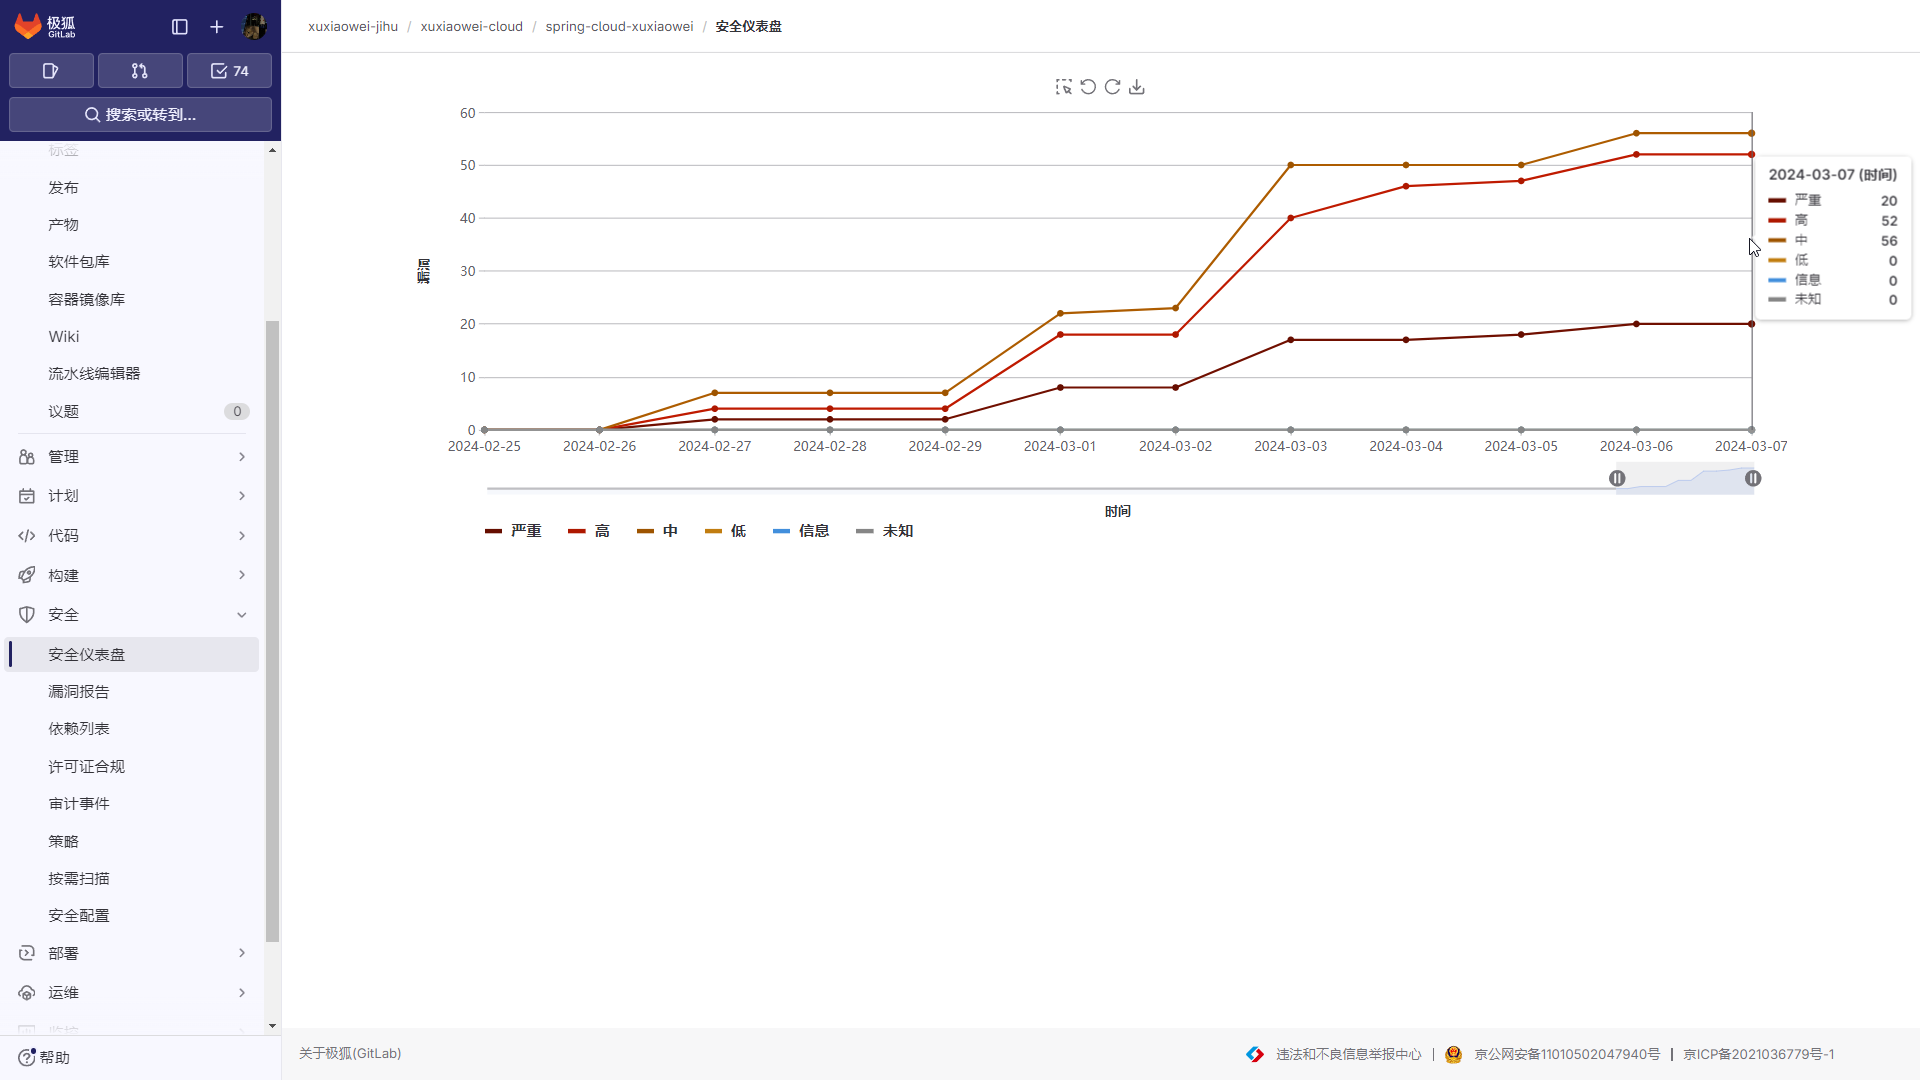 极狐
GitLab
74
搜索或转到...
标签
发布
产物
软件包库
容器镜像库
Wiki
流水线编辑器
议题 0
管理
计划
代码
构建
安全
安全仪表盘
漏洞报告
依赖列表
许可证合规
审计事件
策略
按需扫描
安全配置
部署
运维
监控
帮助
xuxiaowei-jihu / xuxiaowei-cloud / spring-cloud-xuxiaowei / 安全仪表盘
60
50
40
30
20
10
0
漏洞
2024-02-25 2024-02-26 2024-02-27 2024-02-28 2024-02-29 2024-03-01 2024-03-02 2024-03-03 2024-03-04 2024-03-05 2024-03-06 2024-03-07
时间
严重 高 中 低 信息 未知
2024-03-07 (时间)
严重 20
高 52
中 56
低 0
信息 0
未知 0
关于极狐(GitLab)
违法和不良信息举报中心 | 京公网安备11010502047940号 | 京ICP备2021036779号-1